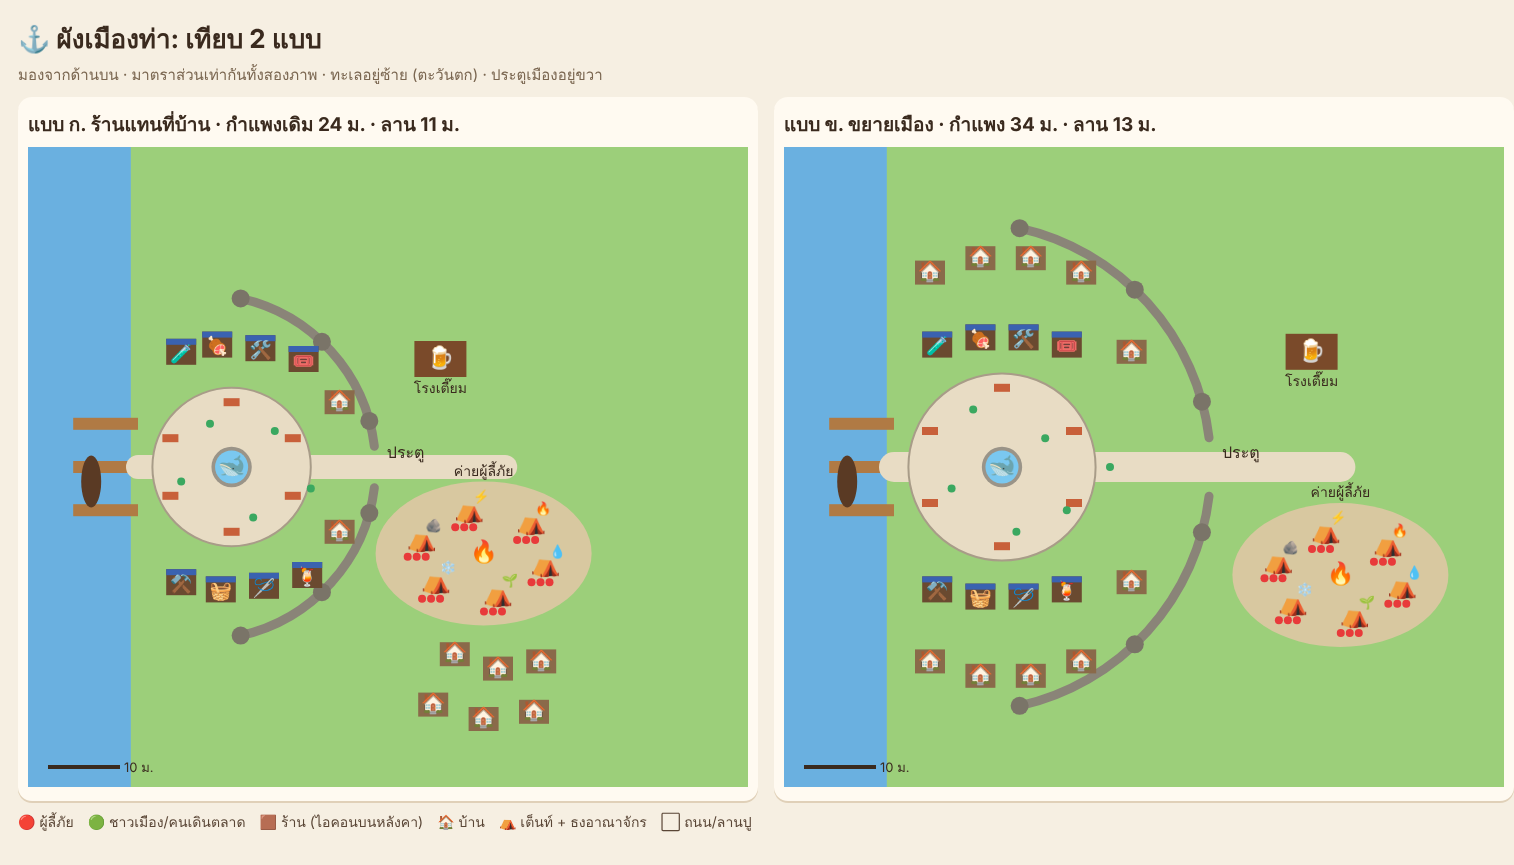 ⚓ ผังเมืองท่า: เทียบ 2 แบบ
มองจากด้านบน · มาตราส่วนเท่ากันทั้งสองภาพ · ทะเลอยู่ซ้าย (ตะวันตก) · ประตูเมืองอยู่ขวา
แบบ ก. ร้านแทนที่บ้าน · กำแพงเดิม 24 ม. · ลาน 11 ม.
โรงเตี๊ยม
ประตู
ค่ายผู้ลี้ภัย
10 ม.
แบบ ข. ขยายเมือง · กำแพง 34 ม. · ลาน 13 ม.
โรงเตี๊ยม
ประตู
ค่ายผู้ลี้ภัย
10 ม.
🔴 ผู้ลี้ภัย 🟢 ชาวเมือง/คนเดินตลาด 🟫 ร้าน (ไอคอนบนหลังคา) 🏠 บ้าน ⛺ เต็นท์ + ธงอาณาจักร ⬜ ถนน/ลานปู